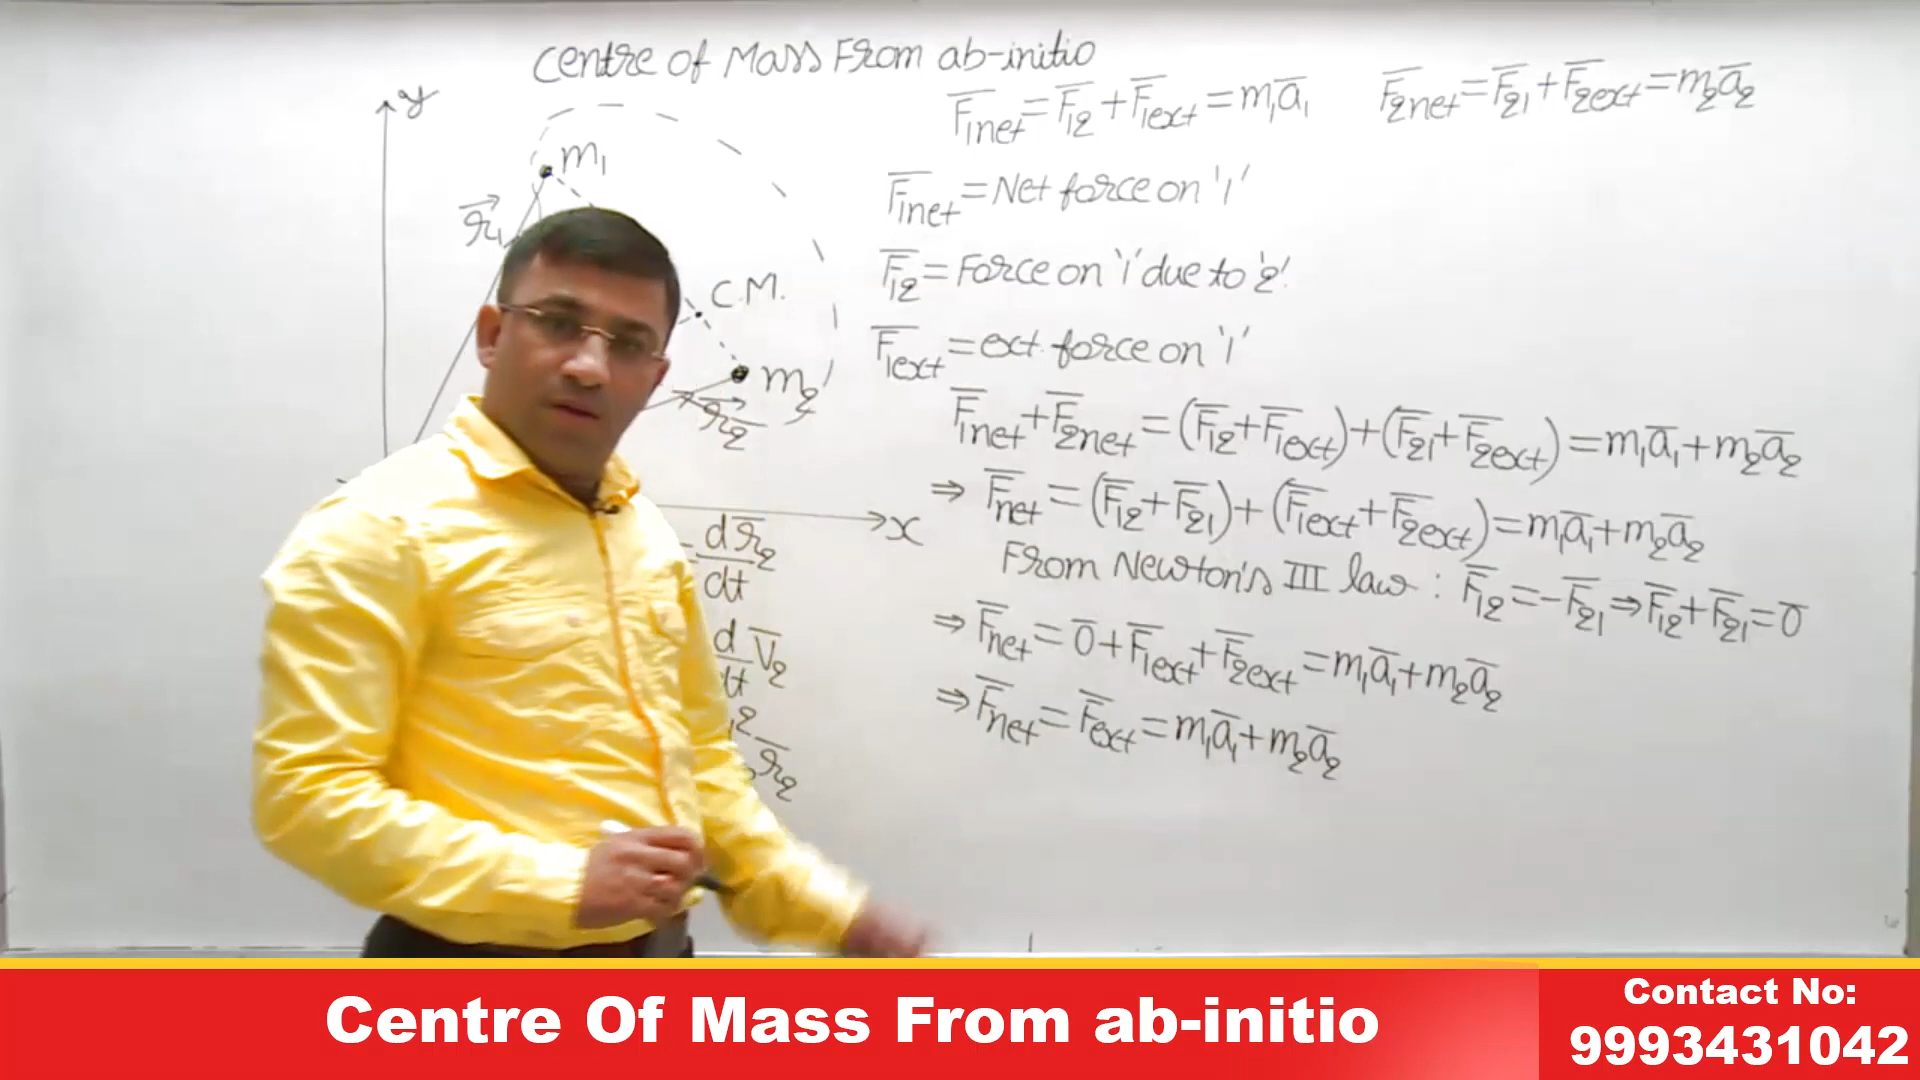 Centre of Mass From ab-initio
y
m₁
r⃗₁
C.M.
m₂
r⃗₂
x
dr̄₂
dt
d V̄₂
dt
r̄₂
F̄₁net = F̄₁₂ + F̄₁ext = m₁ā₁
F̄₂net = F̄₂₁ + F̄₂ext = m₂ā₂
F̄₁net = Net force on '1'
F̄₁₂ = Force on '1' due to '2'
F̄₁ext = ext. force on '1'
F̄₁net + F̄₂net = (F̄₁₂ + F̄₁ext) + (F̄₂₁ + F̄₂ext) = m₁ā₁ + m₂ā₂
⇒ F̄net = (F̄₁₂ + F̄₂₁) + (F̄₁ext + F̄₂ext) = m₁ā₁ + m₂ā₂
From Newton's III law : F̄₁₂ = -F̄₂₁ ⇒ F̄₁₂ + F̄₂₁ = 0̄
⇒ F̄net = 0̄ + F̄₁ext + F̄₂ext = m₁ā₁ + m₂ā₂
⇒ F̄net = F̄ext = m₁ā₁ + m₂ā₂
Centre Of Mass From ab-initio
Contact No:
9993431042